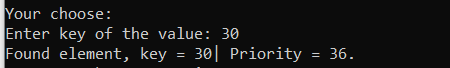 Your choose:
Enter key of the value: 30
Found element, key = 30| Priority = 36.